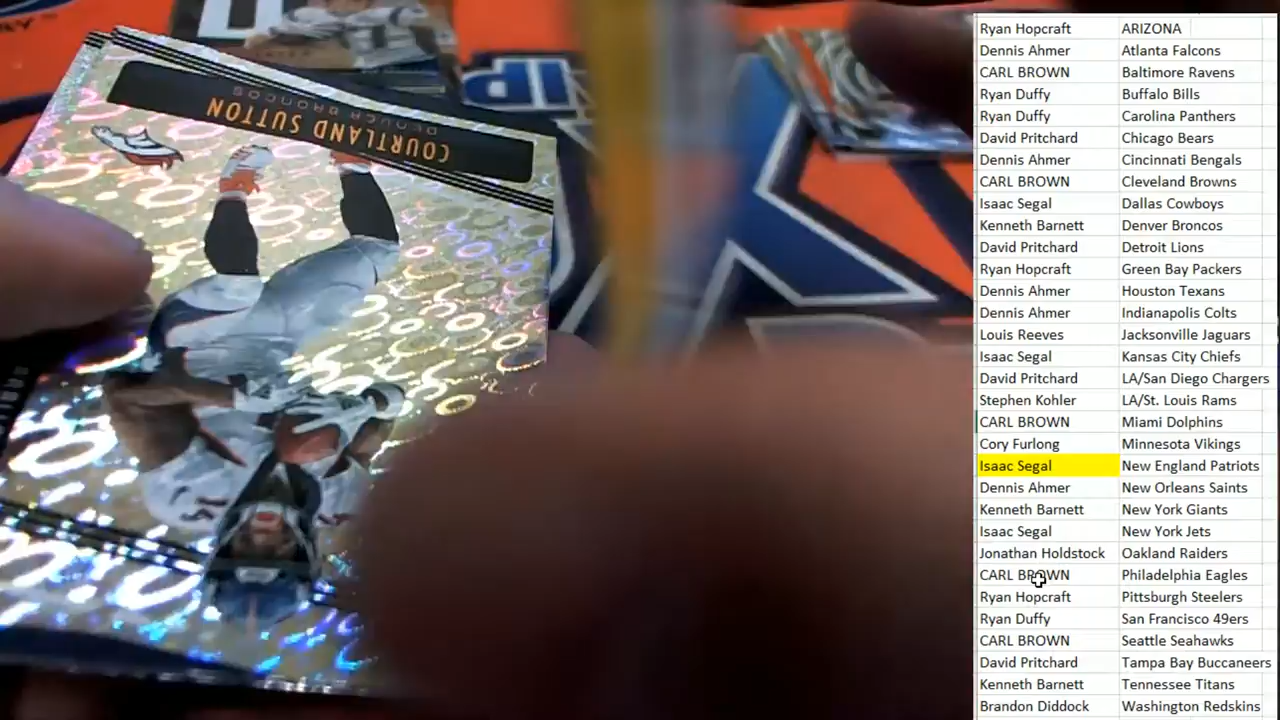 COURTLAND SUTTON
DENVER BRONCOS
Ryan Hopcraft ARIZONA
Dennis Ahmer Atlanta Falcons
CARL BROWN Baltimore Ravens
Ryan Duffy Buffalo Bills
Ryan Duffy Carolina Panthers
David Pritchard Chicago Bears
Dennis Ahmer Cincinnati Bengals
CARL BROWN Cleveland Browns
Isaac Segal Dallas Cowboys
Kenneth Barnett Denver Broncos
David Pritchard Detroit Lions
Ryan Hopcraft Green Bay Packers
Dennis Ahmer Houston Texans
Dennis Ahmer Indianapolis Colts
Louis Reeves Jacksonville Jaguars
Isaac Segal Kansas City Chiefs
David Pritchard LA/San Diego Chargers
Stephen Kohler LA/St. Louis Rams
CARL BROWN Miami Dolphins
Cory Furlong Minnesota Vikings
Isaac Segal New England Patriots
Dennis Ahmer New Orleans Saints
Kenneth Barnett New York Giants
Isaac Segal New York Jets
Jonathan Holdstock Oakland Raiders
CARL BROWN Philadelphia Eagles
Ryan Hopcraft Pittsburgh Steelers
Ryan Duffy San Francisco 49ers
CARL BROWN Seattle Seahawks
David Pritchard Tampa Bay Buccaneers
Kenneth Barnett Tennessee Titans
Brandon Diddock Washington Redskins